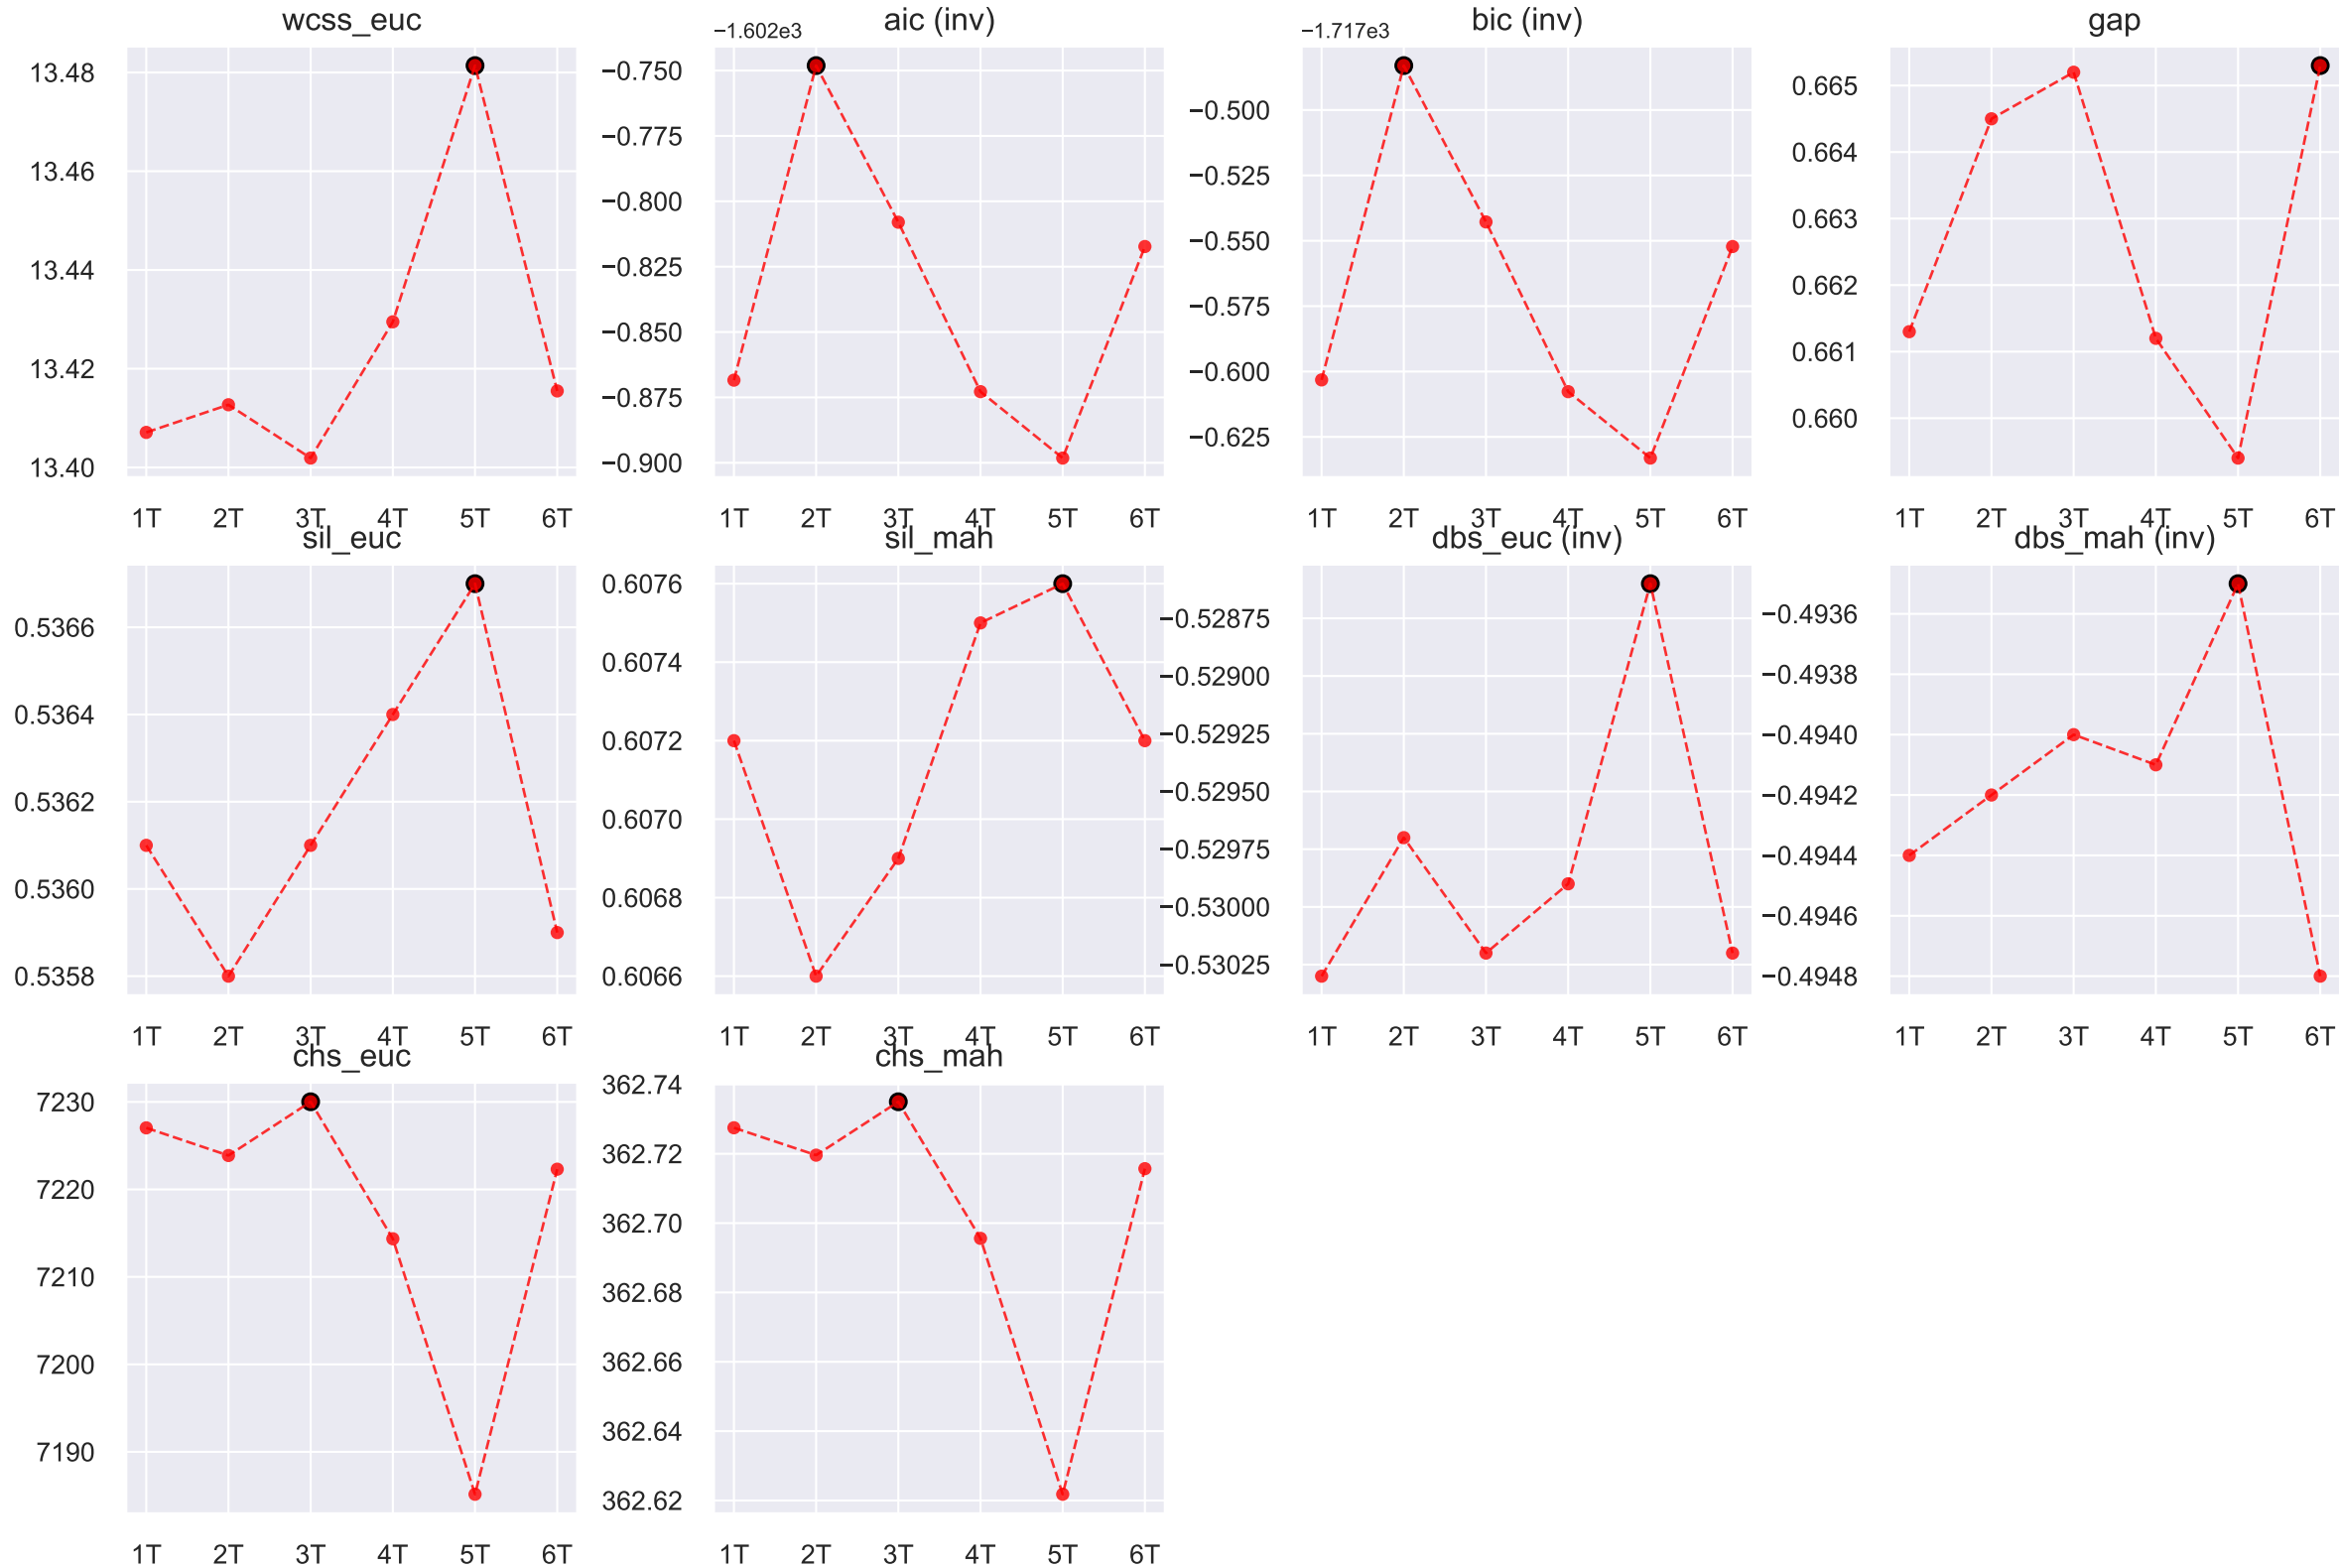 wcss_euc
13.48
13.46
13.44
13.42
13.40
1T 2T 3T 4T 5T 6T
aic (inv)
−1.602e3
−0.750
−0.775
−0.800
−0.825
−0.850
−0.875
−0.900
1T 2T 3T 4T 5T 6T
bic (inv)
−1.717e3
−0.500
−0.525
−0.550
−0.575
−0.600
−0.625
1T 2T 3T 4T 5T 6T
gap
0.665
0.664
0.663
0.662
0.661
0.660
1T 2T 3T 4T 5T 6T
sil_euc
0.5366
0.5364
0.5362
0.5360
0.5358
1T 2T 3T 4T 5T 6T
sil_mah
0.6076
0.6074
0.6072
0.6070
0.6068
0.6066
1T 2T 3T 4T 5T 6T
dbs_euc (inv)
−0.52875
−0.52900
−0.52925
−0.52950
−0.52975
−0.53000
−0.53025
1T 2T 3T 4T 5T 6T
dbs_mah (inv)
−0.4936
−0.4938
−0.4940
−0.4942
−0.4944
−0.4946
−0.4948
1T 2T 3T 4T 5T 6T
chs_euc
7230
7220
7210
7200
7190
1T 2T 3T 4T 5T 6T
chs_mah
362.74
362.72
362.70
362.68
362.66
362.64
362.62
1T 2T 3T 4T 5T 6T